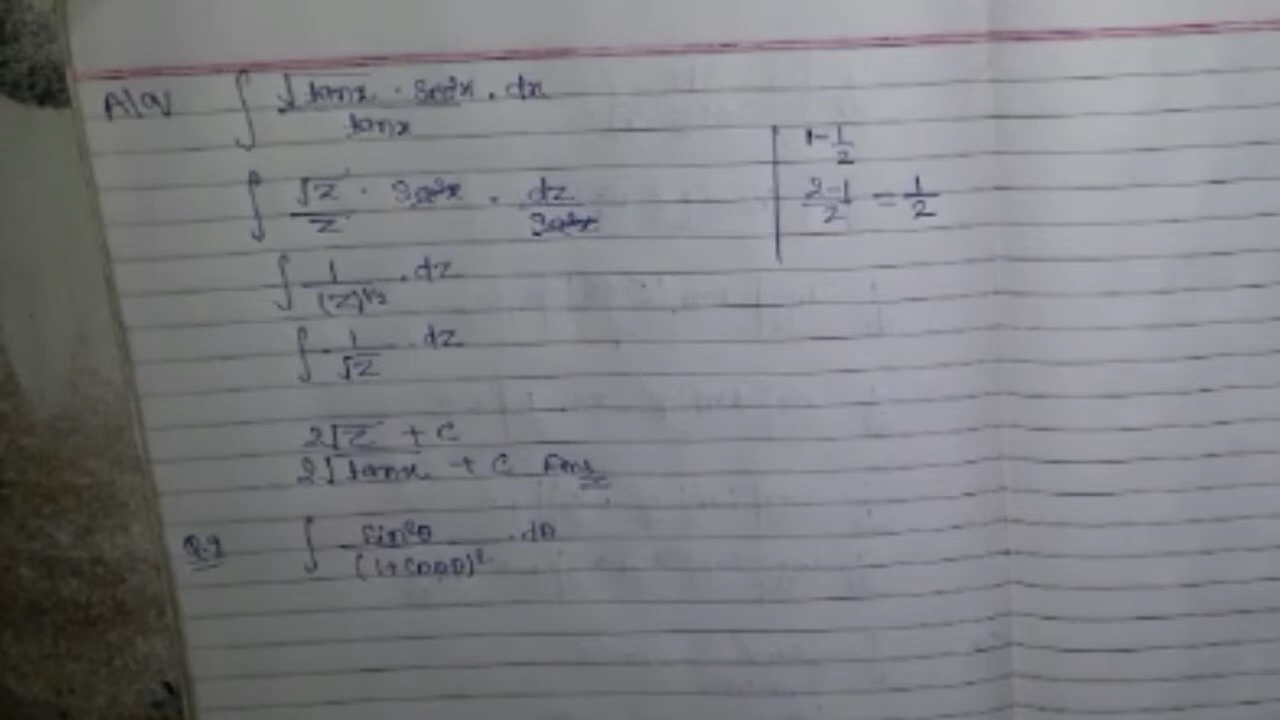 A/Q ∫ √tanx . Sec²x . dx / tanx
∫ √z / z . Sec²x . dz / Sec²x
1 - 1/2
2-1 / 2 = 1/2
∫ 1 / (z)^1/2 . dz
∫ 1 / √z . dz
2√z + C
2√tanx + C Ans
Q.9 ∫ Sin²θ / (1+Cosθ)² . dθ